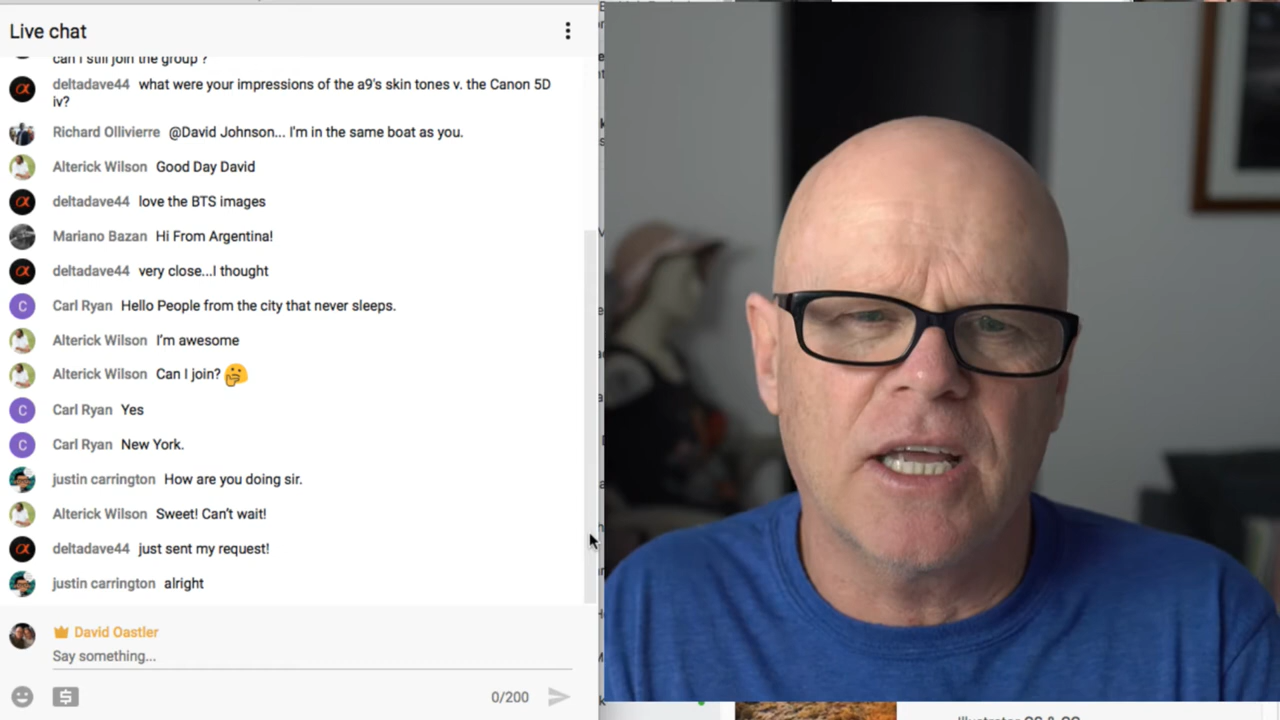 Live chat
can I still join the group ?
deltadave44 what were your impressions of the a9's skin tones v. the Canon 5D
iv?
Richard Ollivierre @David Johnson... I'm in the same boat as you.
Alterick Wilson Good Day David
deltadave44 love the BTS images
Mariano Bazan Hi From Argentina!
deltadave44 very close...I thought
C Carl Ryan Hello People from the city that never sleeps.
Alterick Wilson I'm awesome
Alterick Wilson Can I join? 🤔
C Carl Ryan Yes
C Carl Ryan New York.
justin carrington How are you doing sir.
Alterick Wilson Sweet! Can't wait!
deltadave44 just sent my request!
justin carrington alright
David Oastler
Say something...
0/200